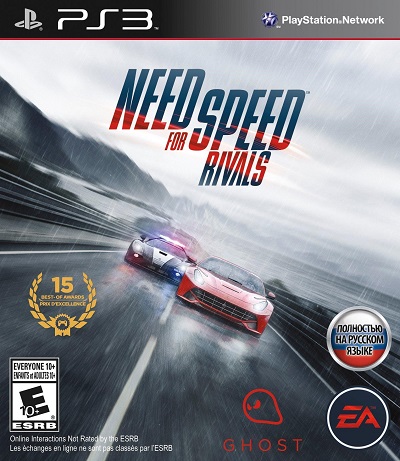 PS3
PlayStation®Network
NEED
FOR SPEED™
RIVALS
15
BEST-OF AWARDS
PRIX D'EXCELLENCE
ПОЛНОСТЬЮ
НА РУССКОМ
ЯЗЫКЕ
EVERYONE 10+
ENFANTS et ADULTES 10+
E
10+
ESRB
Online Interactions Not Rated by the ESRB
Les échanges en ligne ne sont pas classés par l'ESRB
GHOST
EA